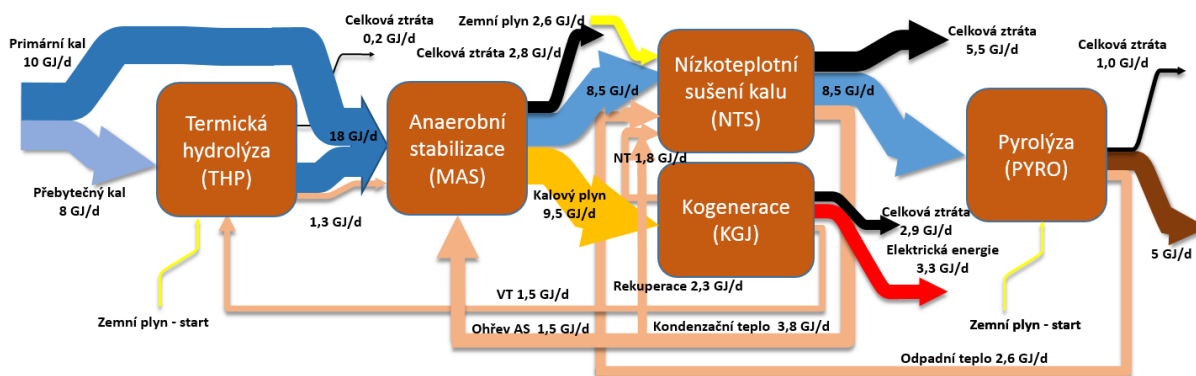 Primární kal
10 GJ/d
Přebytečný kal
8 GJ/d
Termická
hydrolýza
(THP)
Zemní plyn - start
Celková ztráta
0,2 GJ/d
18 GJ/d
1,3 GJ/d
Anaerobní
stabilizace
(MAS)
Celková ztráta 2,8 GJ/d
Zemní plyn 2,6 GJ/d
8,5 GJ/d
Kalový plyn
9,5 GJ/d
Nízkoteplotní
sušení kalu
(NTS)
NT 1,8 GJ/d
Kogenerace
(KGJ)
Celková ztráta
5,5 GJ/d
8,5 GJ/d
Celková ztráta
2,9 GJ/d
Elektrická energie
3,3 GJ/d
Pyrolýza
(PYRO)
Celková ztráta
1,0 GJ/d
5 GJ/d
Zemní plyn - start
VT 1,5 GJ/d
Rekuperace 2,3 GJ/d
Ohřev AS 1,5 GJ/d
Kondenzační teplo 3,8 GJ/d
Odpadní teplo 2,6 GJ/d